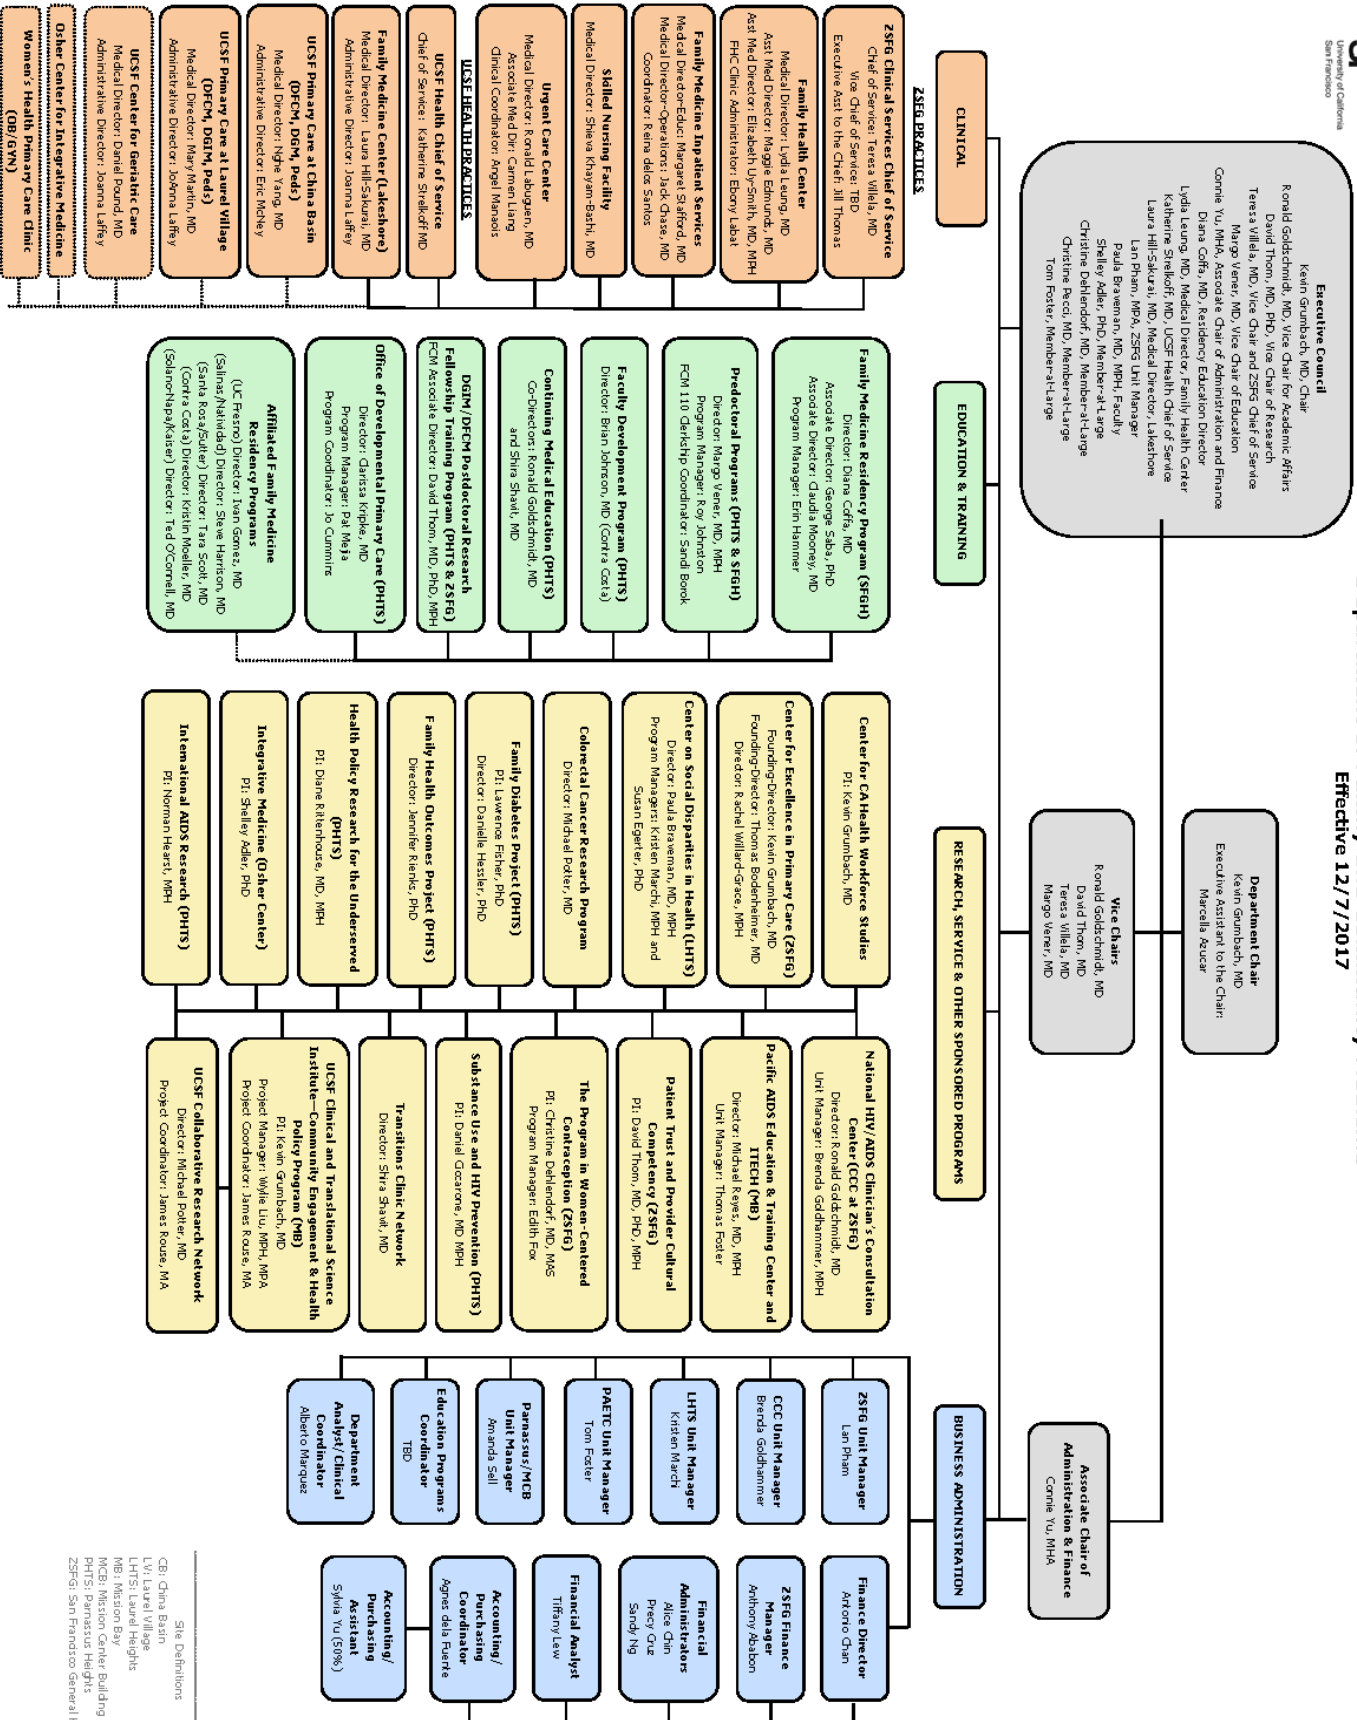 University of California
San Francisco
Effective 12/7/2017
Executive Council
Kevin Grumbach, MD, Chair
Ronald Goldschmidt, MD, Vice Chair for Academic Affairs
David Thom, MD, PhD, Vice Chair of Research
Teresa Villela, MD, Vice Chair and ZSFG Chief of Service
Margo Vener, MD, Vice Chair of Education
Connie Yu, MHA, Associate Chair of Administration and Finance
Diana Coffa, MD, Residency Education Director
Lydia Leung, MD, Medical Director, Family Health Center
Katherine Strelkoff, MD, UCSF Health Chief of Service
Laura Hill-Sakurai, MD, Medical Director, Lakeshore
Lan Pham, MPA, ZSFG Unit Manager
Paula Braveman, MD, MPH, Faculty
Shelley Adler, PhD, Member-at-Large
Christine Dehlendorf, MD, Member-at-Large
Christine Pecci, MD, Member-at-Large
Tom Foster, Member-at-Large
Department Chair
Kevin Grumbach, MD
Executive Assistant to the Chair:
Marcella Azucar
Vice Chairs
Ronald Goldschmidt, MD
David Thom, MD
Teresa Villela, MD
Margo Vener, MD
Associate Chair of
Administration & Finance
Connie Yu, MHA
CLINICAL
ZSFG PRACTICES
ZSFG Clinical Services Chief of Service
Chief of Service: Teresa Villela, MD
Vice Chief of Service: TBD
Executive Asst to the Chief: Jill Thomas
Family Health Center
Medical Director: Lydia Leung, MD
Asst Med Director: Maggie Edmunds, MD
Asst Med Director: Elizabeth Uy-Smith, MD, MPH
FHC Clinic Administrator: Ebony Labat
Family Medicine Inpatient Services
Medical Director-Educ: Margaret Stafford, MD
Medical Director-Operations: Jack Chase, MD
Coordinator: Reina delos Santos
Skilled Nursing Facility
Medical Director: Shieva Khayam-Bashi, MD
Urgent Care Center
Medical Director: Ronald Labuguen, MD
Associate Med Dir: Carmen Liang
Clinical Coordinator: Angel Manaois
UCSF HEALTH PRACTICES
UCSF Health Chief of Service
Chief of Service: Katherine Strelkoff MD
Family Medicine Center (Lakeshore)
Medical Director: Laura Hill-Sakurai, MD
Administrative Director: Joanna Laffey
UCSF Primary Care at China Basin
(DFCM, DGM, Peds)
Medical Director: Nghe Yang, MD
Administrative Director: Eric McNey
UCSF Primary Care at Laurel Village
(DFCM, DGIM, Peds)
Medical Director: Mary Martin, MD
Administrative Director: JoAnna Laffey
UCSF Center for Geriatric Care
Medical Director: Daniel Pound, MD
Administrative Director: Joanna Laffey
Osher Center for Integrative Medicine
Women's Health Primary Care Clinic
(OB/GYN)
EDUCATION & TRAINING
Family Medicine Residency Program (SFGH)
Director: Diana Coffa, MD
Associate Director: George Saba, PhD
Associate Director: Claudia Mooney, MD
Program Manager: Erin Hammer
Predoctoral Programs (PHTS & SFGH)
Director: Margo Vener, MD, MPH
Program Manager: Roy Johnston
FCM 110 Clerkship Coordinator: Sandi Borok
Faculty Development Program (PHTS)
Director: Brian Johnson, MD (Contra Costa)
Continuing Medical Education (PHTS)
Co-Directors: Ronald Goldschmidt, MD
and Shira Shavit, MD
DGIM/DFCM Postdoctoral Research
Fellowship Training Program (PHTS & ZSFG)
FCM Associate Director: David Thom, MD, PhD, MPH
Office of Developmental Primary Care (PHTS)
Director: Clarissa Kripke, MD
Program Manager: Pat Meja
Program Coordinator: Jo Cummins
Affiliated Family Medicine
Residency Programs
(UC Fresno) Director: Ivan Gomez, MD
(Salinas/Natividad) Director: Steve Harrison, MD
(Santa Rosa/Sutter) Director: Tara Scott, MD
(Contra Costa) Director: Kristin Moeller, MD
(Solano-Napa/Kaiser) Director: Ted O'Connell, MD
RESEARCH, SERVICE & OTHER SPONSORED PROGRAMS
Center for CA Health Workforce Studies
PI: Kevin Grumbach, MD
Center for Excellence in Primary Care (ZSFG)
Founding-Director: Kevin Grumbach, MD
Founding-Director: Thomas Bodenheimer, MD
Director: Rachel Willard-Grace, MPH
Center on Social Disparities in Health (LHTS)
Director: Paula Braveman, MD, MPH
Program Managers: Kristen Marchi, MPH and
Susan Egerter, PhD
Colorectal Cancer Research Program
Director: Michael Potter, MD
Family Diabetes Project (PHTS)
PI: Lawrence Fisher, PhD
Director: Danielle Hessler, PhD
Family Health Outcomes Project (PHTS)
Director: Jennifer Rienks, PhD
Health Policy Research for the Underserved
(PHTS)
PI: Diane Rittenhouse, MD, MPH
Integrative Medicine (Osher Center)
PI: Shelley Adler, PhD
International AIDS Research (PHTS)
PI: Norman Hearst, MPH
National HIV/AIDS Clinician's Consultation
Center (CCC at ZSFG)
Director: Ronald Goldschmidt, MD
Unit Manager: Brenda Goldhammer, MPH
Pacific AIDS Education & Training Center and
ITECH (MB)
Director: Michael Reyes, MD, MPH
Unit Manager: Thomas Foster
Patient Trust and Provider Cultural
Competency (ZSFG)
PI: David Thom, MD, PhD, MPH
The Program in Women-Centered
Contraception (ZSFG)
PI: Christine Dehlendorf, MD, MAS
Program Manager: Edith Fox
Substance Use and HIV Prevention (PHTS)
PI: Daniel Ciccarone, MD MPH
Transitions Clinic Network
Director: Shira Shavit, MD
UCSF Clinical and Translational Science
Institute—Community Engagement & Health
Policy Program (MB)
PI: Kevin Grumbach, MD
Project Manager: Wylie Liu, MPH, MPA
Project Coordinator: James Rouse, MA
UCSF Collaborative Research Network
Director: Michael Potter, MD
Project Coordinator: James Rouse, MA
BUSINESS ADMINISTRATION
ZSFG Unit Manager
Lan Pham
CCC Unit Manager
Brenda Goldhammer
LHTS Unit Manager
Kristen Marchi
PAETC Unit Manager
Tom Foster
Parnassus/MCB
Unit Manager
Amanda Sell
Education Programs
Coordinator
TBD
Department
Analyst/Clinical
Coordinator
Alberto Marquez
Finance Director
Antonio Chan
ZSFG Finance
Manager
Anthony Ababon
Financial
Administrators
Alice Chin
Precy Cruz
Sandy Ng
Financial Analyst
Tiffany Lew
Accounting/
Purchasing
Coordinator
Agnes dela Fuente
Accounting/
Purchasing
Assistant
Sylvia Yu (50%)
Site Definitions
CB: China Basin
LV: Laurel Village
LHTS: Laurel Heights
MB: Mission Bay
MCB: Mission Center Building
PHTS: Parnassus Heights
ZSFG: San Francisco General